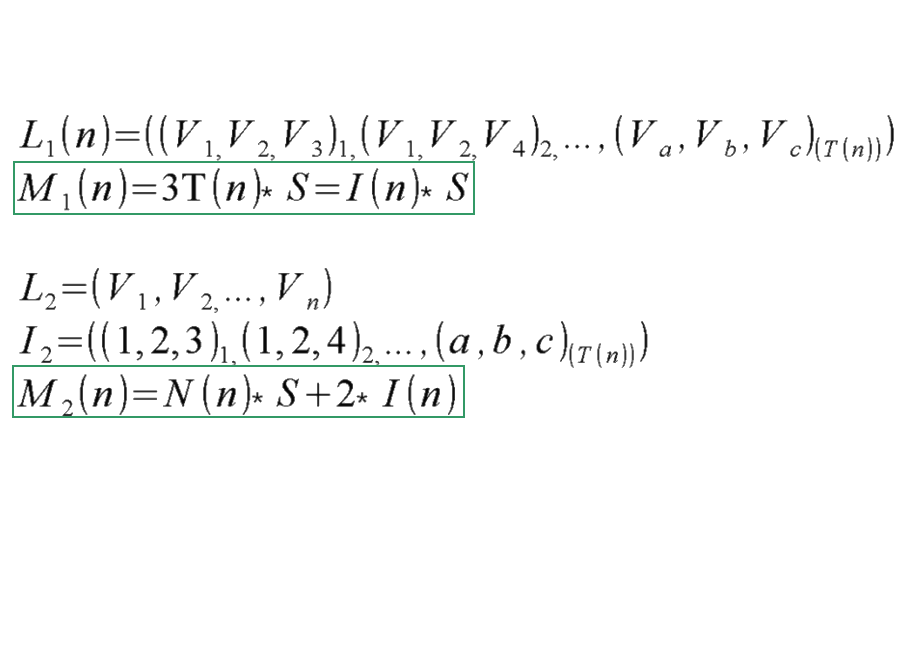 L₁(n)=((V₁,V₂,V₃)₁,(V₁,V₂,V₄)₂,...,(Vₐ,V_b,V_c)_(T(n)))
M₁(n)=3T(n)* S=I(n)* S
L₂=(V₁,V₂,...,Vₙ)
I₂=((1,2,3)₁,(1,2,4)₂,...,(a,b,c)_(T(n)))
M₂(n)=N(n)* S+2* I(n)